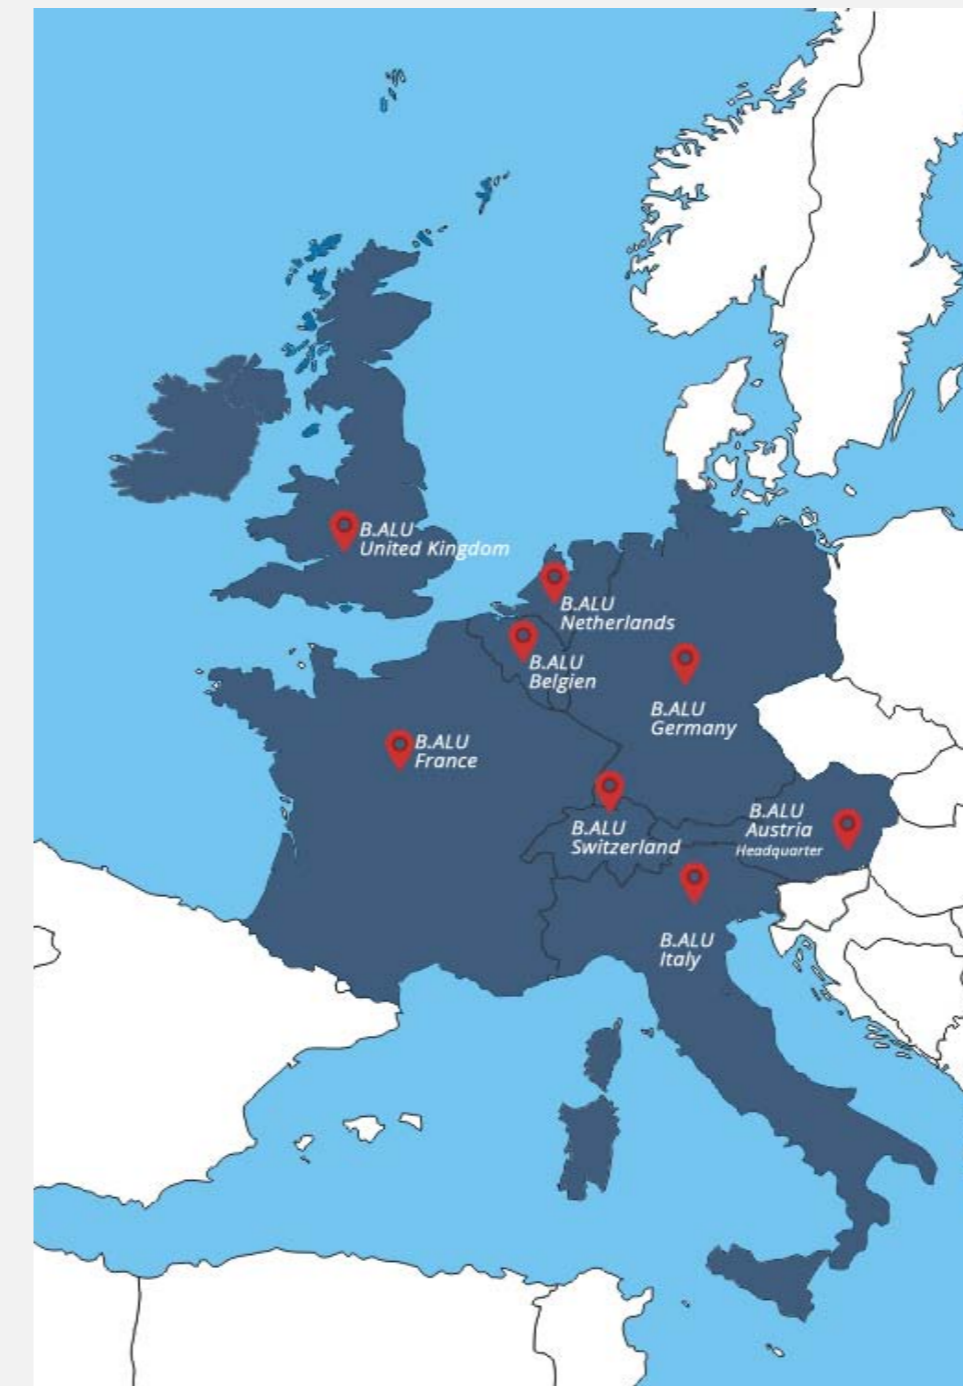 B.ALU
United Kingdom
B.ALU
Netherlands
B.ALU
Belgien
B.ALU
Germany
B.ALU
France
B.ALU
Switzerland
B.ALU
Austria
Headquarter
B.ALU
Italy